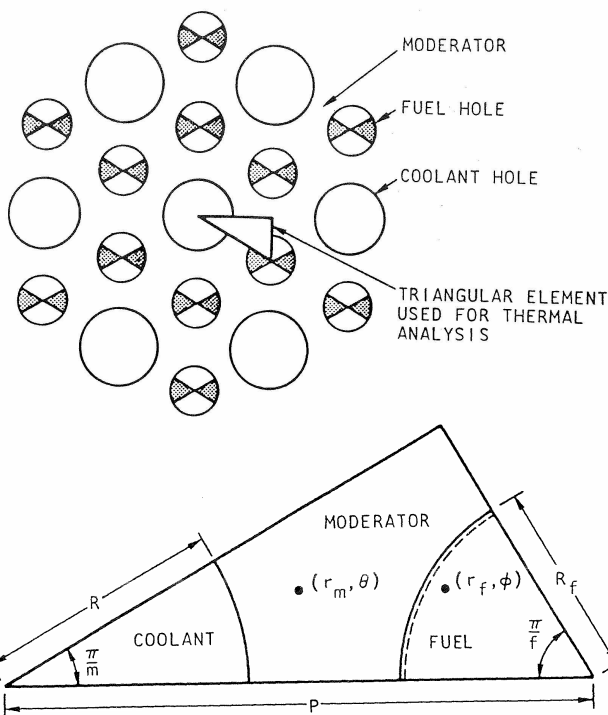 MODERATOR
FUEL HOLE
COOLANT HOLE
TRIANGULAR ELEMENT
USED FOR THERMAL
ANALYSIS
MODERATOR
(r_m, θ)
(r_f, ϕ)
R
R_f
π/m
COOLANT
FUEL
π/f
P